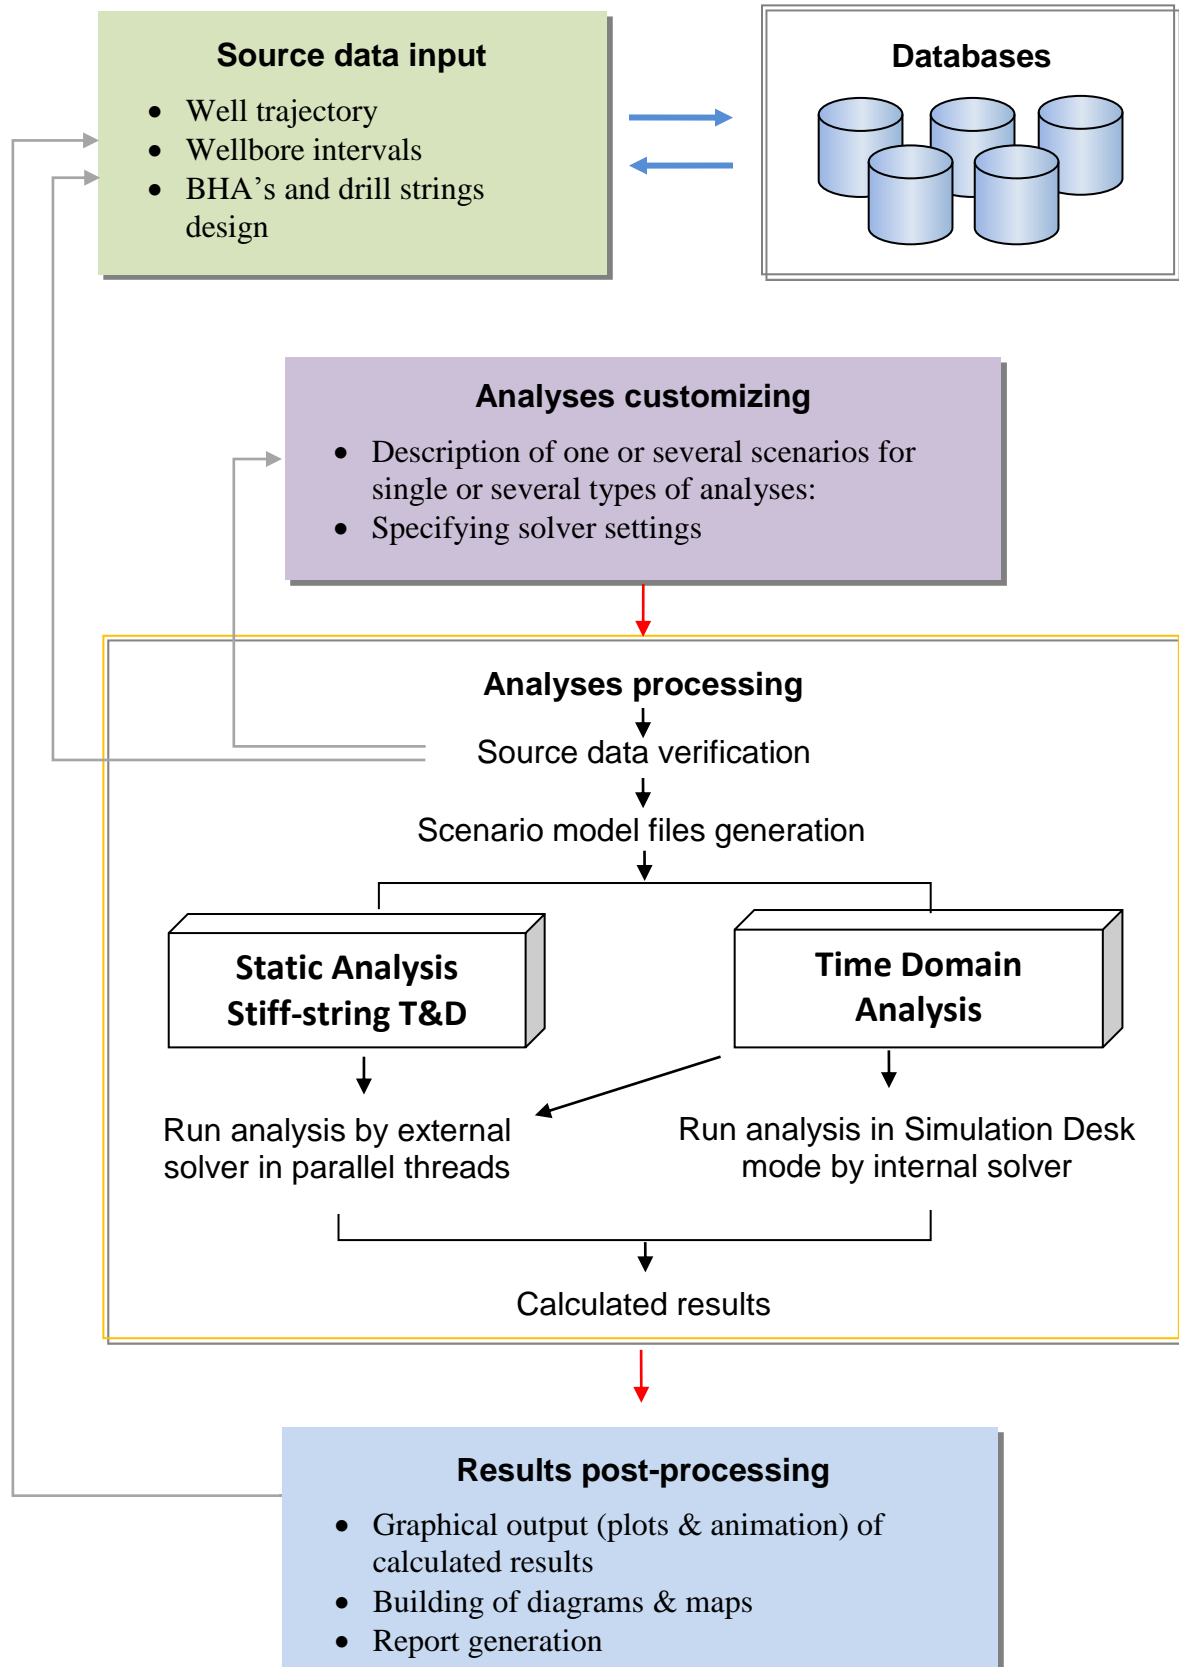 Source data input
• Well trajectory
• Wellbore intervals
• BHA’s and drill strings
design
Databases
Analyses customizing
• Description of one or several scenarios for
single or several types of analyses:
• Specifying solver settings
Analyses processing
Source data verification
Scenario model files generation
Static Analysis
Stiff-string T&D
Time Domain
Analysis
Run analysis by external
solver in parallel threads
Run analysis in Simulation Desk
mode by internal solver
Calculated results
Results post-processing
• Graphical output (plots & animation) of
calculated results
• Building of diagrams & maps
• Report generation